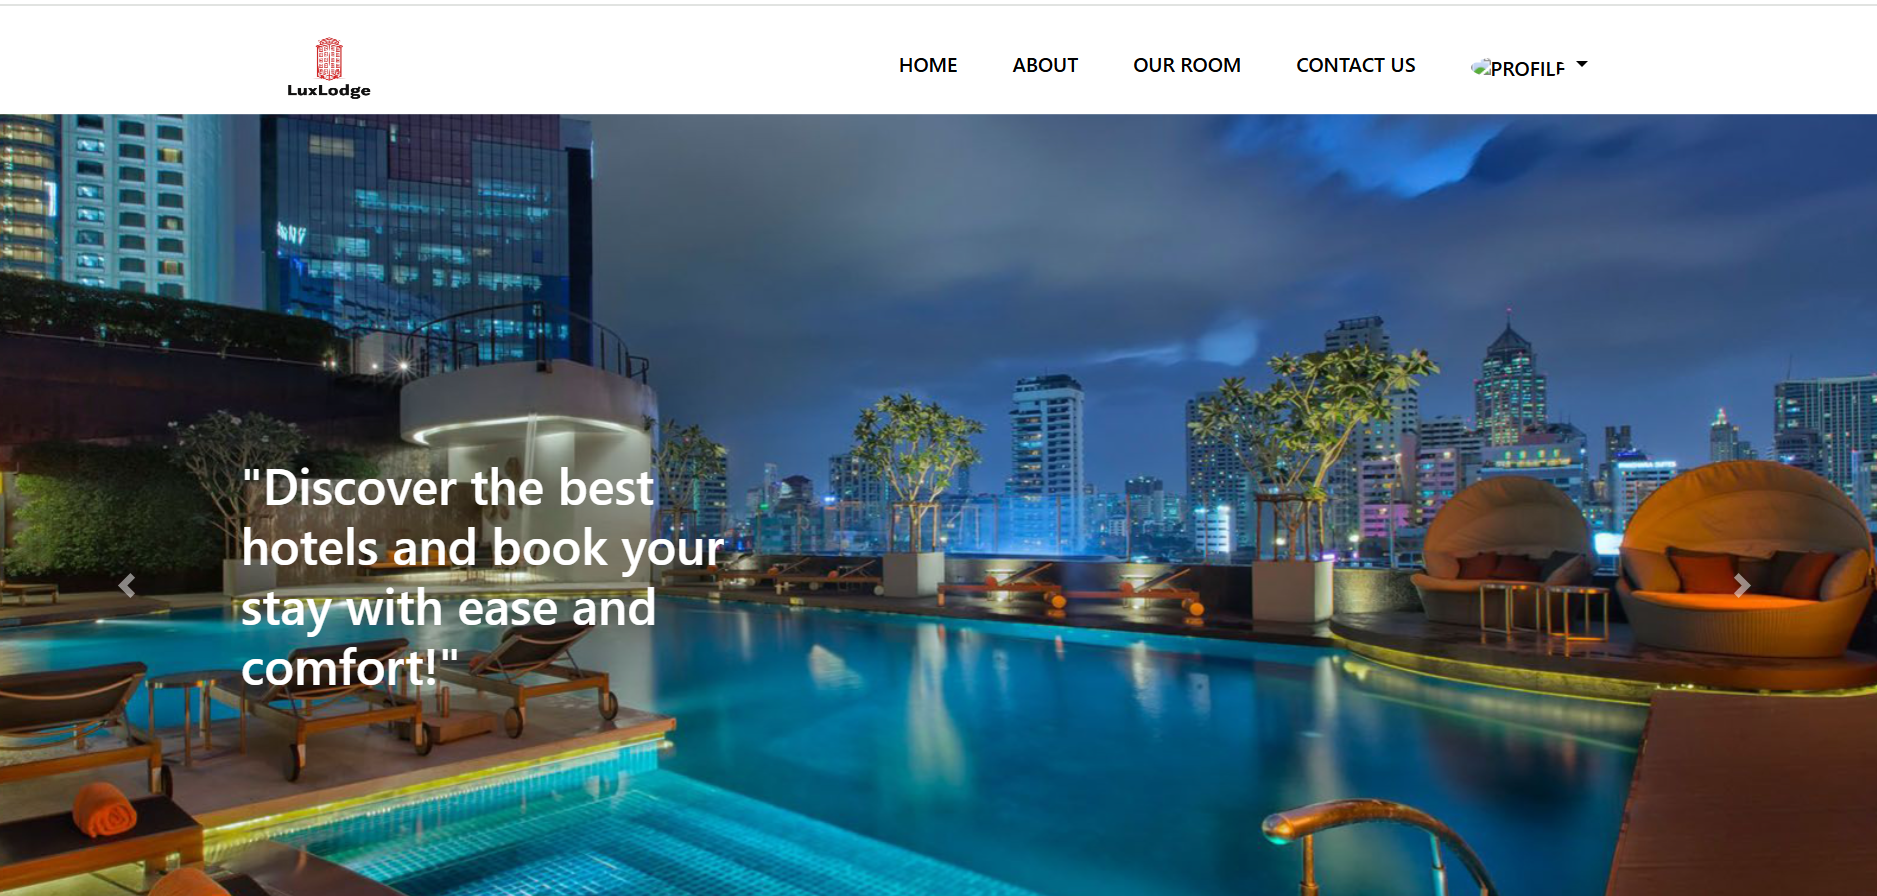 LuxLodge
HOME
ABOUT
OUR ROOM
CONTACT US
PROFILE
"Discover the best
hotels and book your
stay with ease and
comfort!"